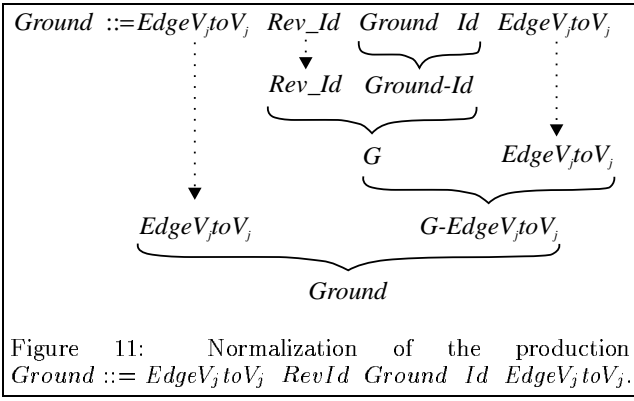 Ground ::=EdgeVjtoVj Rev_Id Ground Id EdgeVjtoVj
Rev_Id Ground-Id
G EdgeVjtoVj
EdgeVjtoVj G-EdgeVjtoVj
Ground
Figure 11: Normalization of the production
Ground ::= EdgeVjtoVj RevId Ground Id EdgeVjtoVj.